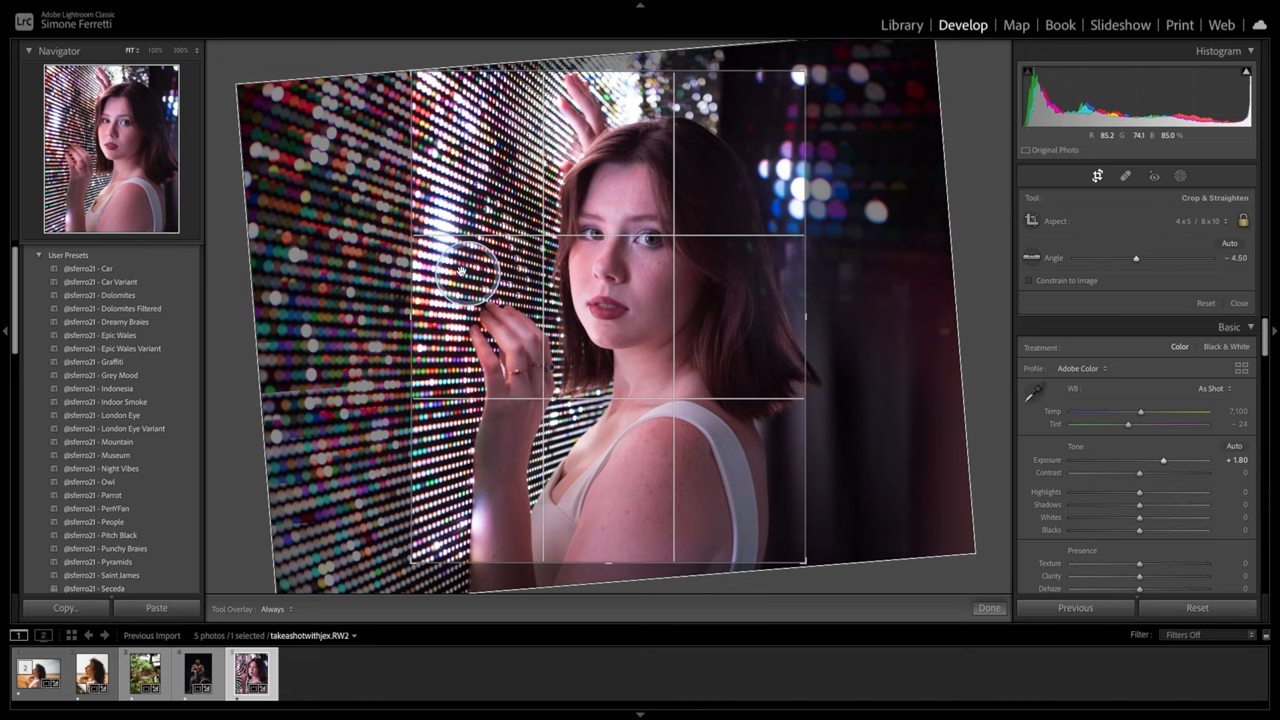 LrC
Adobe Lightroom Classic
Simone Ferretti
Library | Develop | Map | Book | Slideshow | Print | Web
Navigator
FIT
100%
300%
User Presets
@sferro21 - Car
@sferro21 - Car Variant
@sferro21 - Dolomites
@sferro21 - Dolomites Filtered
@sferro21 - Dreamy Braies
@sferro21 - Epic Wales
@sferro21 - Epic Wales Variant
@sferro21 - Graffiti
@sferro21 - Grey Mood
@sferro21 - Indonesia
@sferro21 - Indoor Smoke
@sferro21 - London Eye
@sferro21 - London Eye Variant
@sferro21 - Mountain
@sferro21 - Museum
@sferro21 - Night Vibes
@sferro21 - Owl
@sferro21 - Parrot
@sferro21 - PeriYFan
@sferro21 - People
@sferro21 - Pitch Black
@sferro21 - Punchy Braies
@sferro21 - Pyramids
@sferro21 - Saint James
@sferro21 - Seceda
Copy...
Paste
Tool Overlay : Always
Done
Histogram
R 85.2 G 74.1 B 85.0 %
Original Photo
Tool : Crop & Straighten
Aspect : 4 x 5 / 8 x 10
Auto
Angle - 4.50
Constrain to Image
Reset Close
Basic
Treatment : Color Black & White
Profile : Adobe Color
WB : As Shot
Temp 7,100
Tint - 24
Tone Auto
Exposure + 1.80
Contrast 0
Highlights 0
Shadows 0
Whites 0
Blacks 0
Presence
Texture 0
Clarity 0
Dehaze 0
Previous
Reset
1 2 Previous Import 5 photos / 1 selected / takeashotwithjex.RW2
Filter : Filters Off
2
3
4